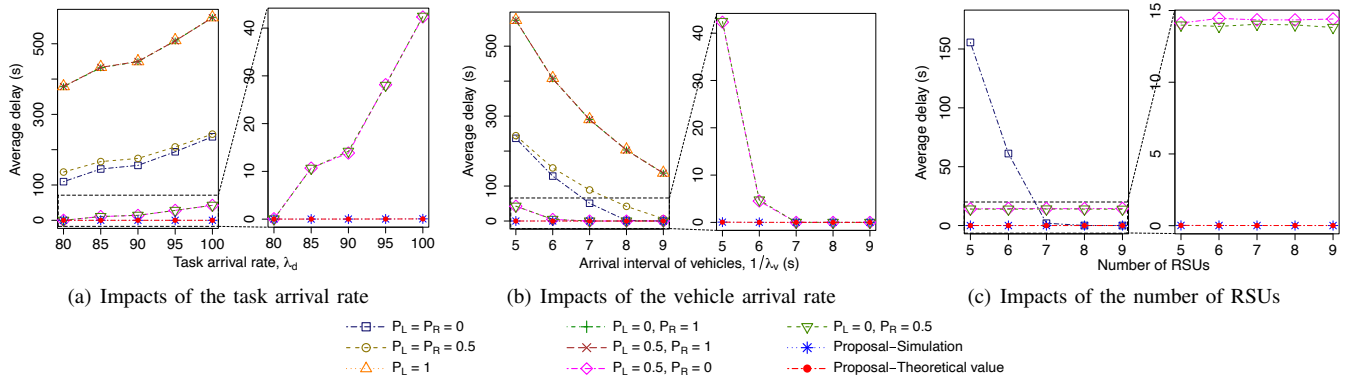 Average delay (s)
0 100 300 500
80 85 90 95 100
Task arrival rate, λd
0 10 20 30 40
80 85 90 95 100
(a) Impacts of the task arrival rate
Average delay (s)
0 100 200 300 400 500
5 6 7 8 9
Arrival interval of vehicles, 1/λv (s)
0 10 20 30 40
5 6 7 8 9
(b) Impacts of the vehicle arrival rate
Average delay (s)
0 50 100 150
5 6 7 8 9
Number of RSUs
0 5 15 15
5 6 7 8 9
(c) Impacts of the number of RSUs
PL = PR = 0
PL = PR = 0.5
PL = 1
PL = 0, PR = 1
PL = 0.5, PR = 1
PL = 0.5, PR = 0
PL = 0, PR = 0.5
Proposal−Simulation
Proposal−Theoretical value